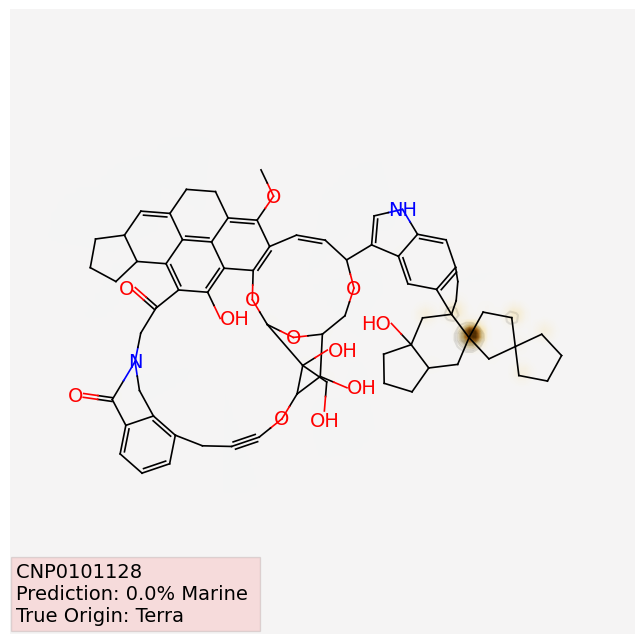 O
NH
O
O
HO
O
OH
O
O
OH
N
OH
O
O
OH
CNP0101128
Prediction: 0.0% Marine
True Origin: Terra